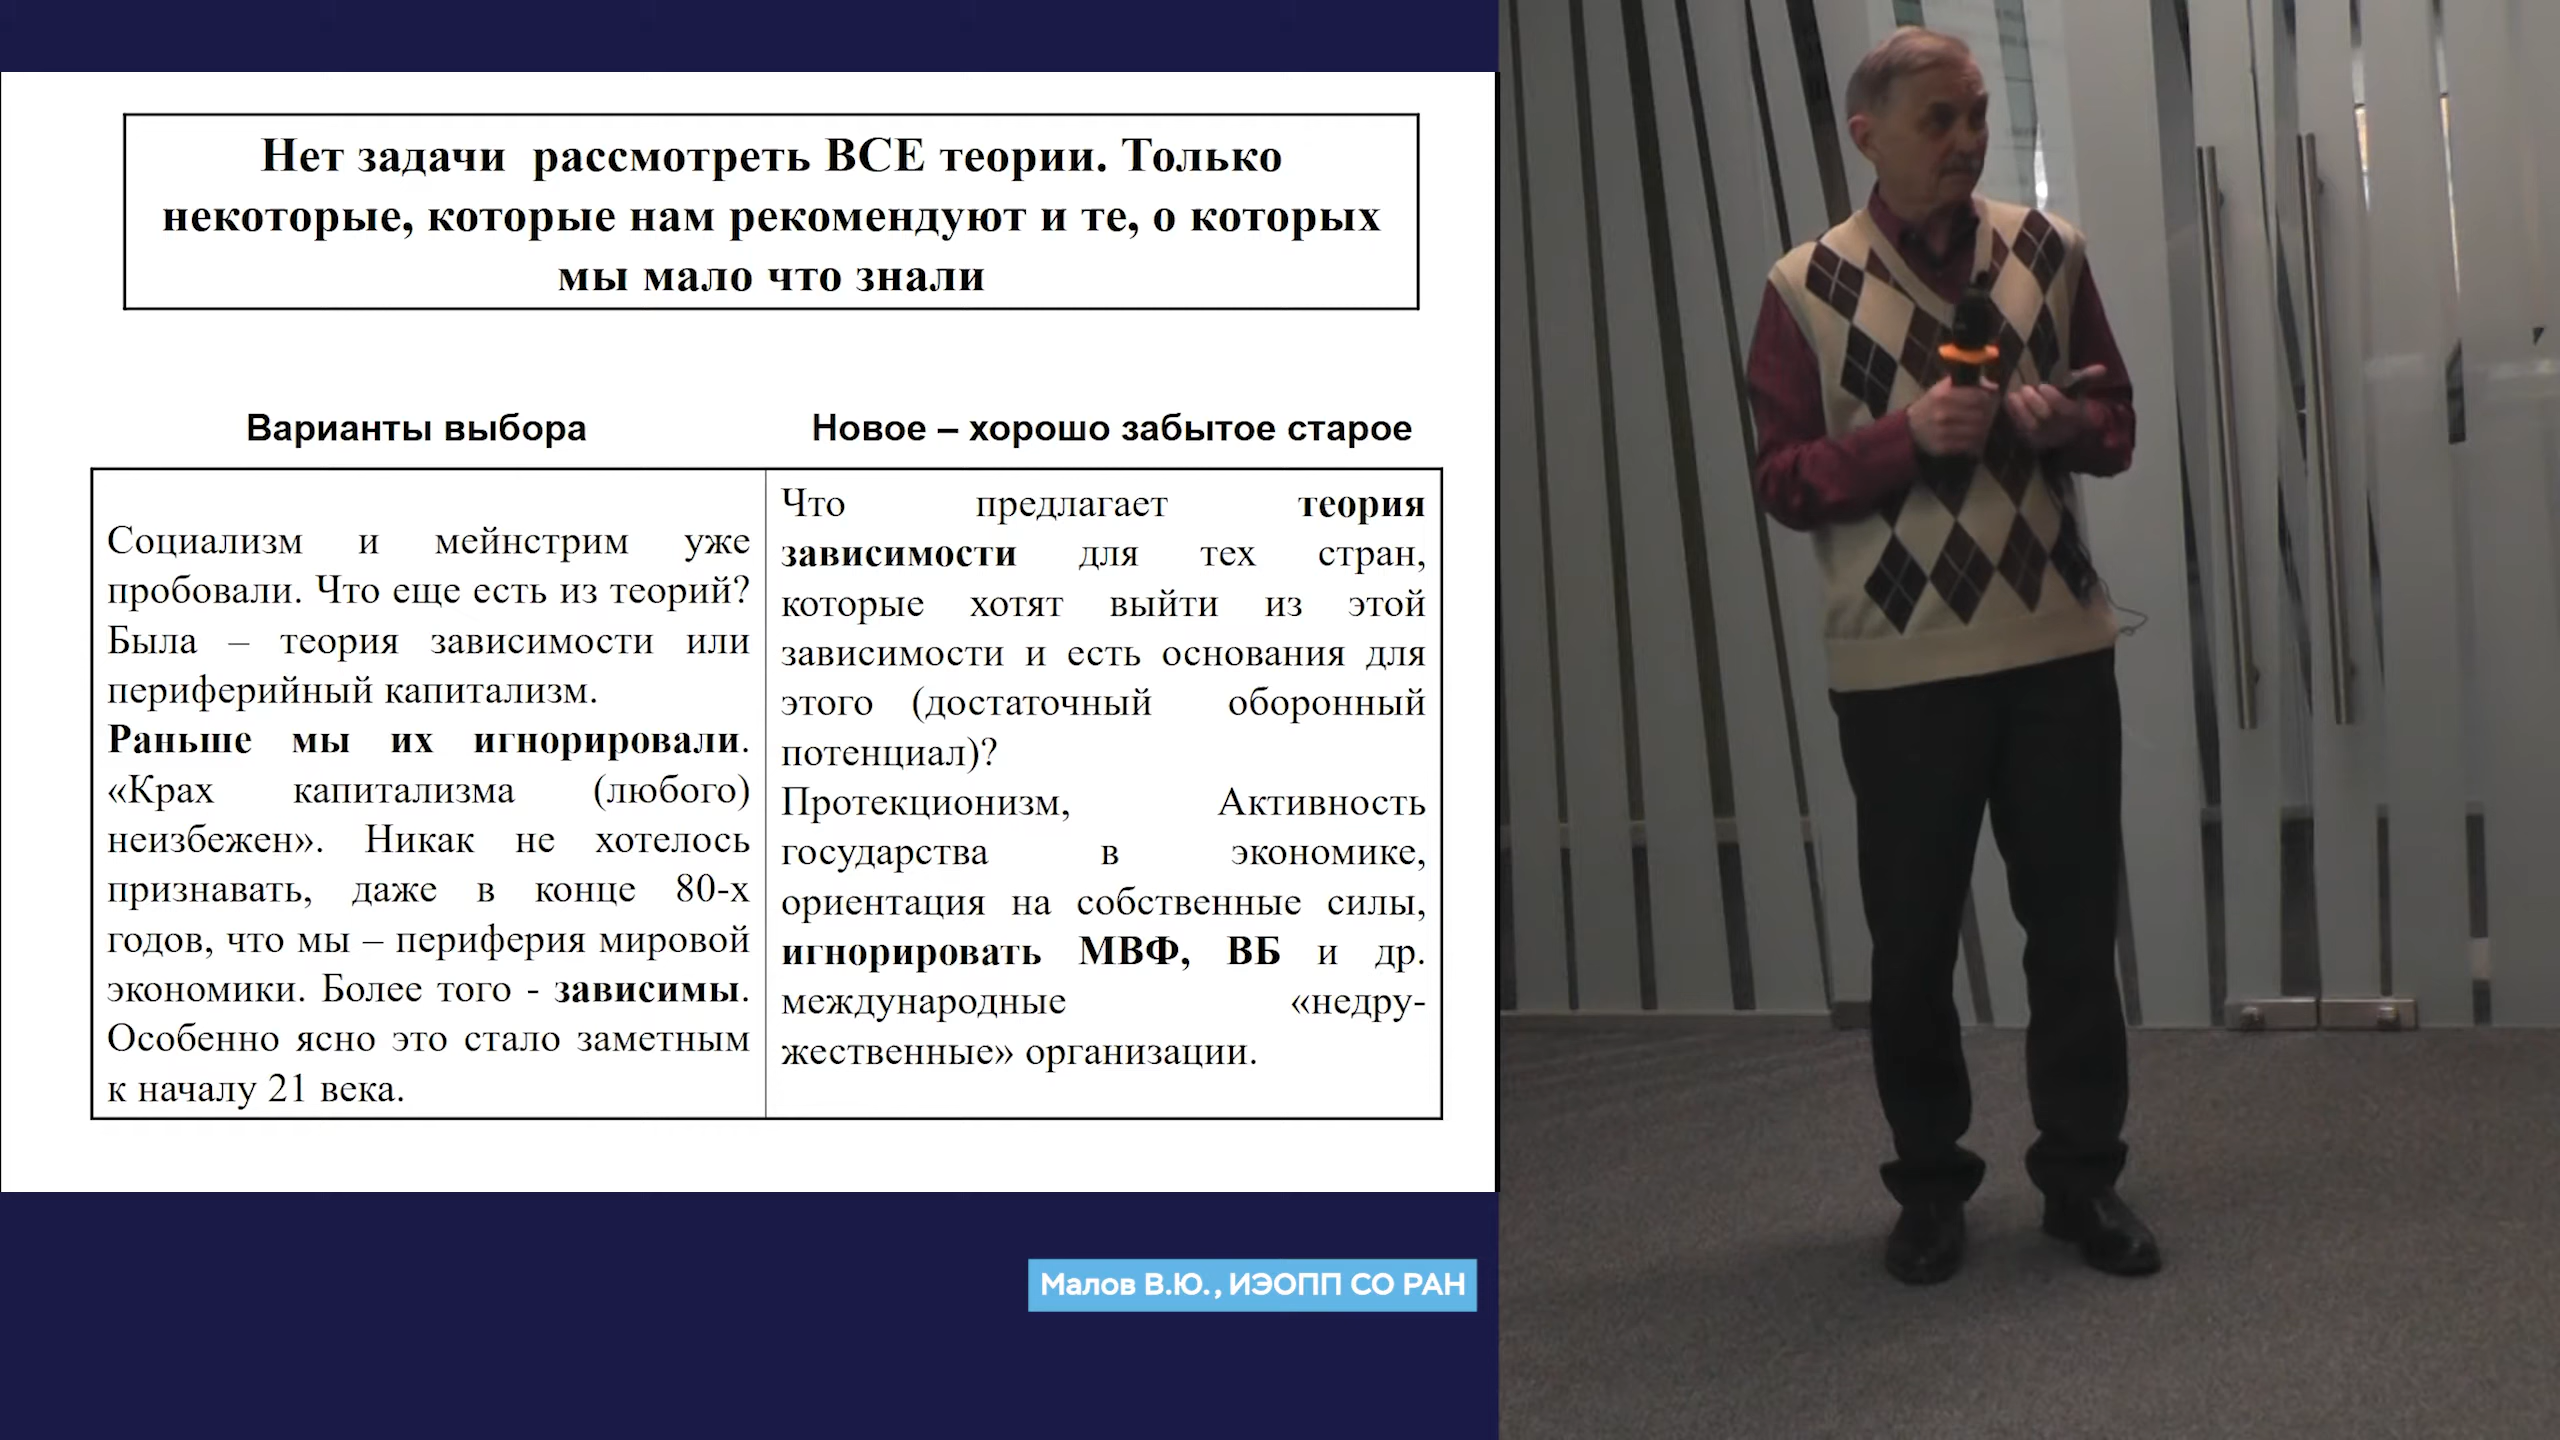 Нет задачи рассмотреть ВСЕ теории. Только
некоторые, которые нам рекомендуют и те, о которых
мы мало что знали
Варианты выбора
Социализм и мейнстрим уже
пробовали. Что еще есть из теорий?
Была – теория зависимости или
периферийный капитализм.
Раньше мы их игнорировали.
«Крах капитализма (любого)
неизбежен». Никак не хотелось
признавать, даже в конце 80-х
годов, что мы – периферия мировой
экономики. Более того - зависимы.
Особенно ясно это стало заметным
к началу 21 века.
Новое – хорошо забытое старое
Что предлагает теория
зависимости для тех стран,
которые хотят выйти из этой
зависимости и есть основания для
этого (достаточный оборонный
потенциал)?
Протекционизм, Активность
государства в экономике,
ориентация на собственные силы,
игнорировать МВФ, ВБ и др.
международные «недру-
жественные» организации.
Малов В.Ю., ИЭОПП СО РАН